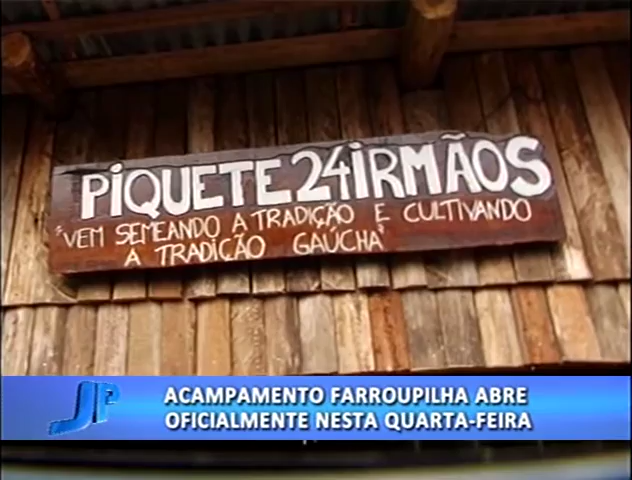 PIQUETE 24 IRMÃOS
"VEM SEMEANDO A TRADIÇÃO E CULTIVANDO
A TRADIÇÃO GAÚCHA"
JP
ACAMPAMENTO FARROUPILHA ABRE
OFICIALMENTE NESTA QUARTA-FEIRA